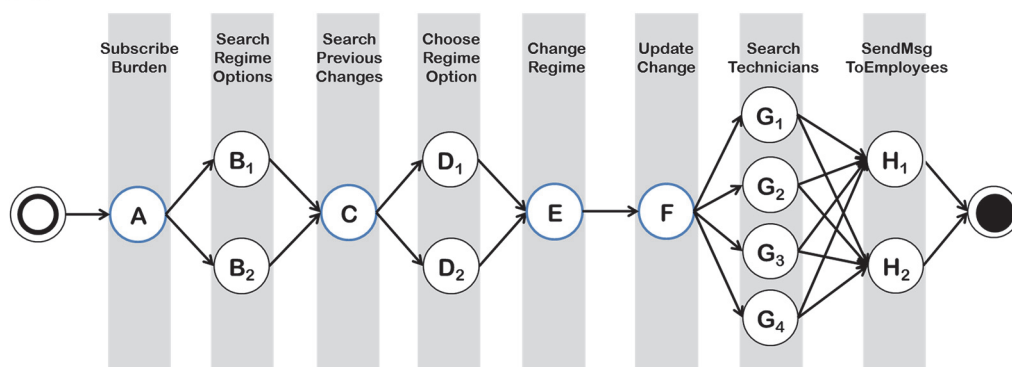 Subscribe
Burden
Search
Regime
Options
Search
Previous
Changes
Choose
Regime
Option
Change
Regime
Update
Change
Search
Technicians
SendMsg
ToEmployees
A
B₁
B₂
C
D₁
D₂
E
F
G₁
G₂
G₃
G₄
H₁
H₂